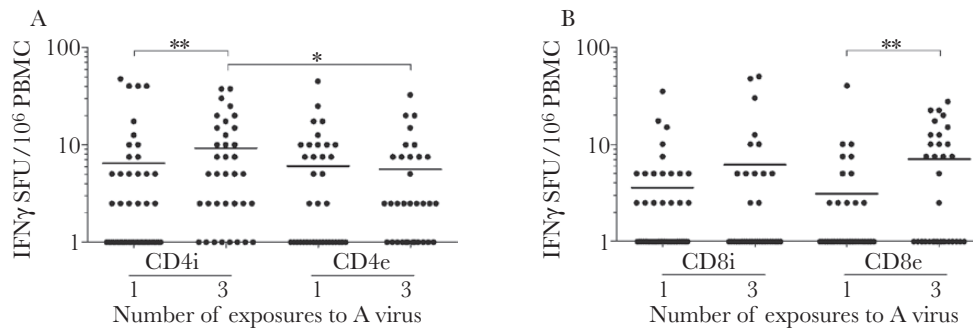 A
B
IFNγ SFU/10⁶ PBMC
100
10
1
**
*
CD4i
CD4e
1
3
1
3
Number of exposures to A virus
IFNγ SFU/10⁶ PBMC
100
10
1
**
CD8i
CD8e
1
3
1
3
Number of exposures to A virus